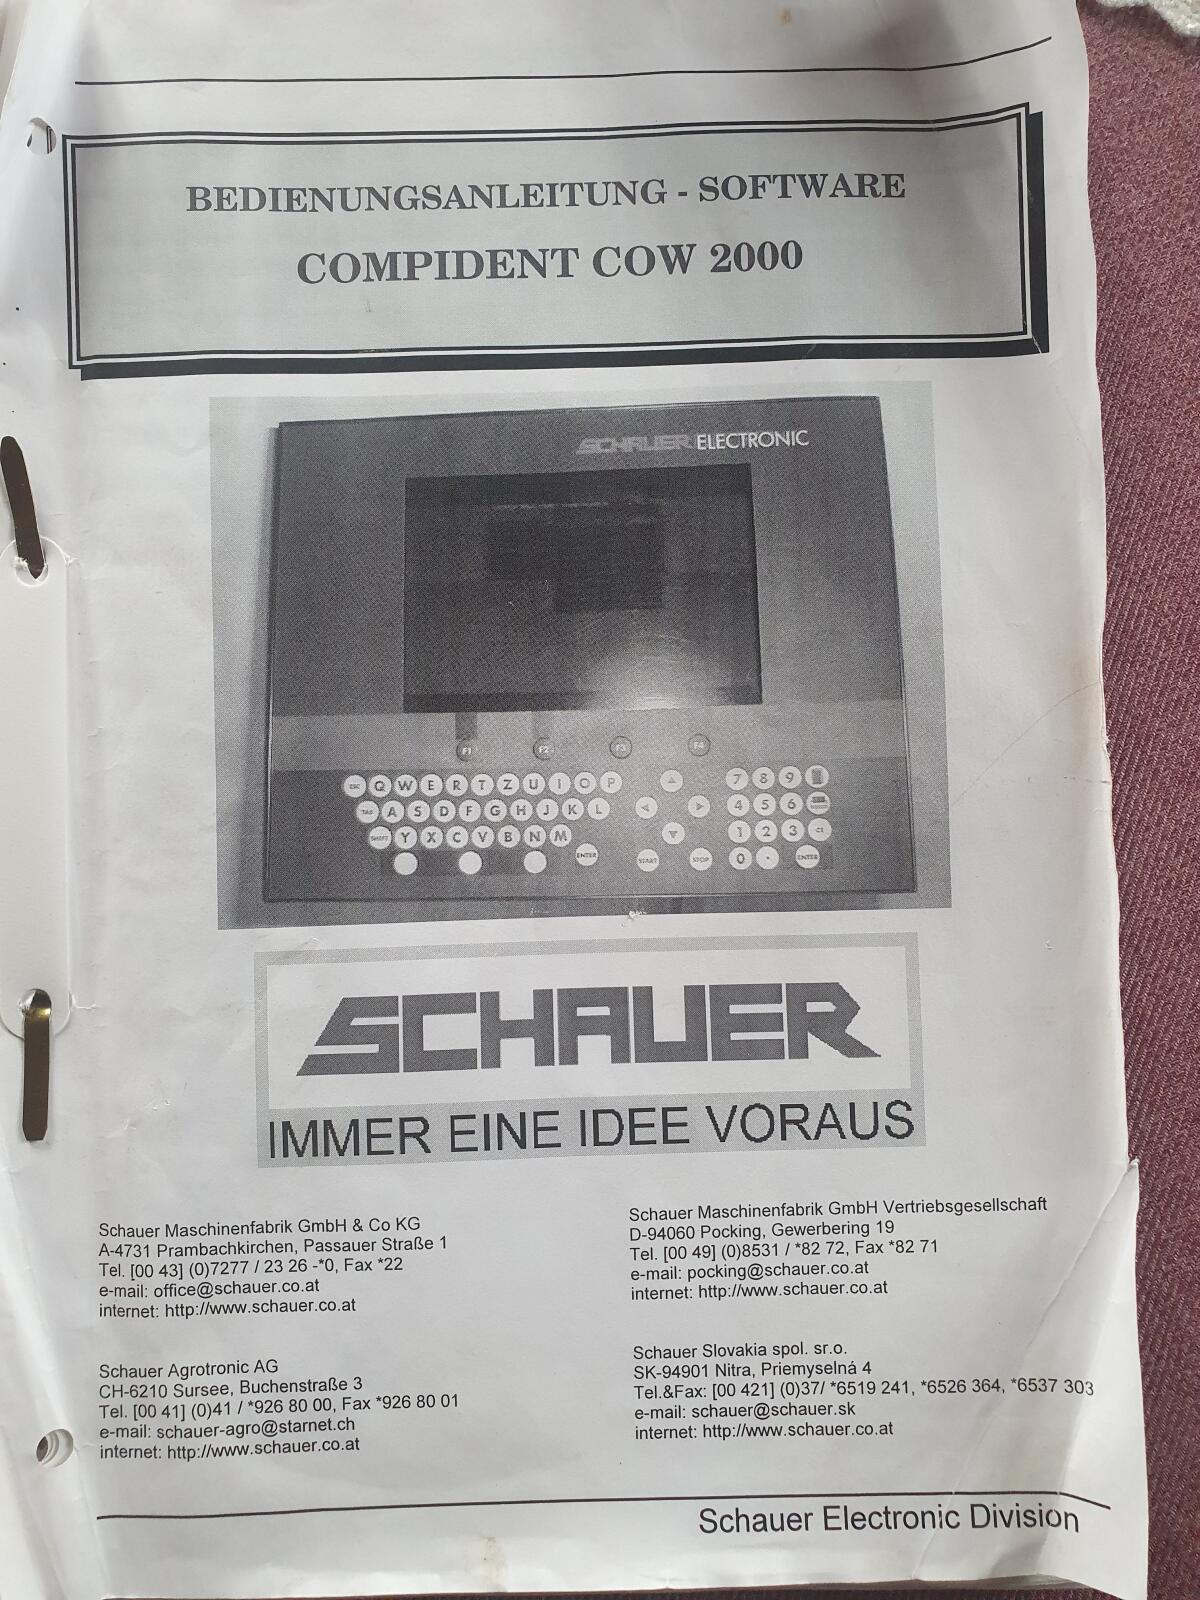 BEDIENUNGSANLEITUNG - SOFTWARE
COMPIDENT COW 2000
SCHAUER ELECTRONIC
F1 F2 F3 F4
ESC Q W E R T Z U I O P
7 8 9
TAB A S D F G H J K L
4 5 6
SHIFT Y X C V B N M
1 2 3 CE
ENTER START STOP 0 . ENTER
SCHAUER
IMMER EINE IDEE VORAUS
Schauer Maschinenfabrik GmbH & Co KG
A-4731 Prambachkirchen, Passauer Straße 1
Tel. [00 43] (0)7277 / 23 26 -*0, Fax *22
e-mail: office@schauer.co.at
internet: http://www.schauer.co.at
Schauer Maschinenfabrik GmbH Vertriebsgesellschaft
D-94060 Pocking, Gewerbering 19
Tel. [00 49] (0)8531 / *82 72, Fax *82 71
e-mail: pocking@schauer.co.at
internet: http://www.schauer.co.at
Schauer Agrotronic AG
CH-6210 Sursee, Buchenstraße 3
Tel. [00 41] (0)41 / *926 80 00, Fax *926 80 01
e-mail: schauer-agro@starnet.ch
internet: http://www.schauer.co.at
Schauer Slovakia spol. sr.o.
SK-94901 Nitra, Priemyselná 4
Tel.&Fax: [00 421] (0)37/ *6519 241, *6526 364, *6537 303
e-mail: schauer@schauer.sk
internet: http://www.schauer.co.at
Schauer Electronic Division